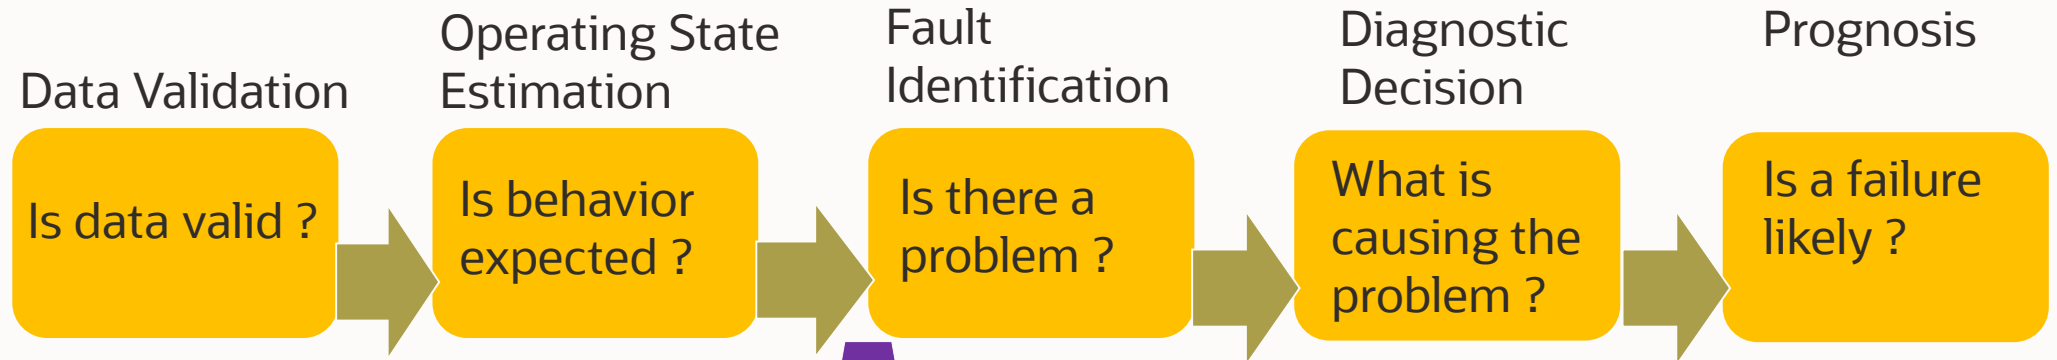 Data Validation
Operating State
Estimation
Fault
Identification
Diagnostic
Decision
Prognosis
Is data valid ?
Is behavior
expected ?
Is there a
problem ?
What is
causing the
problem ?
Is a failure
likely ?